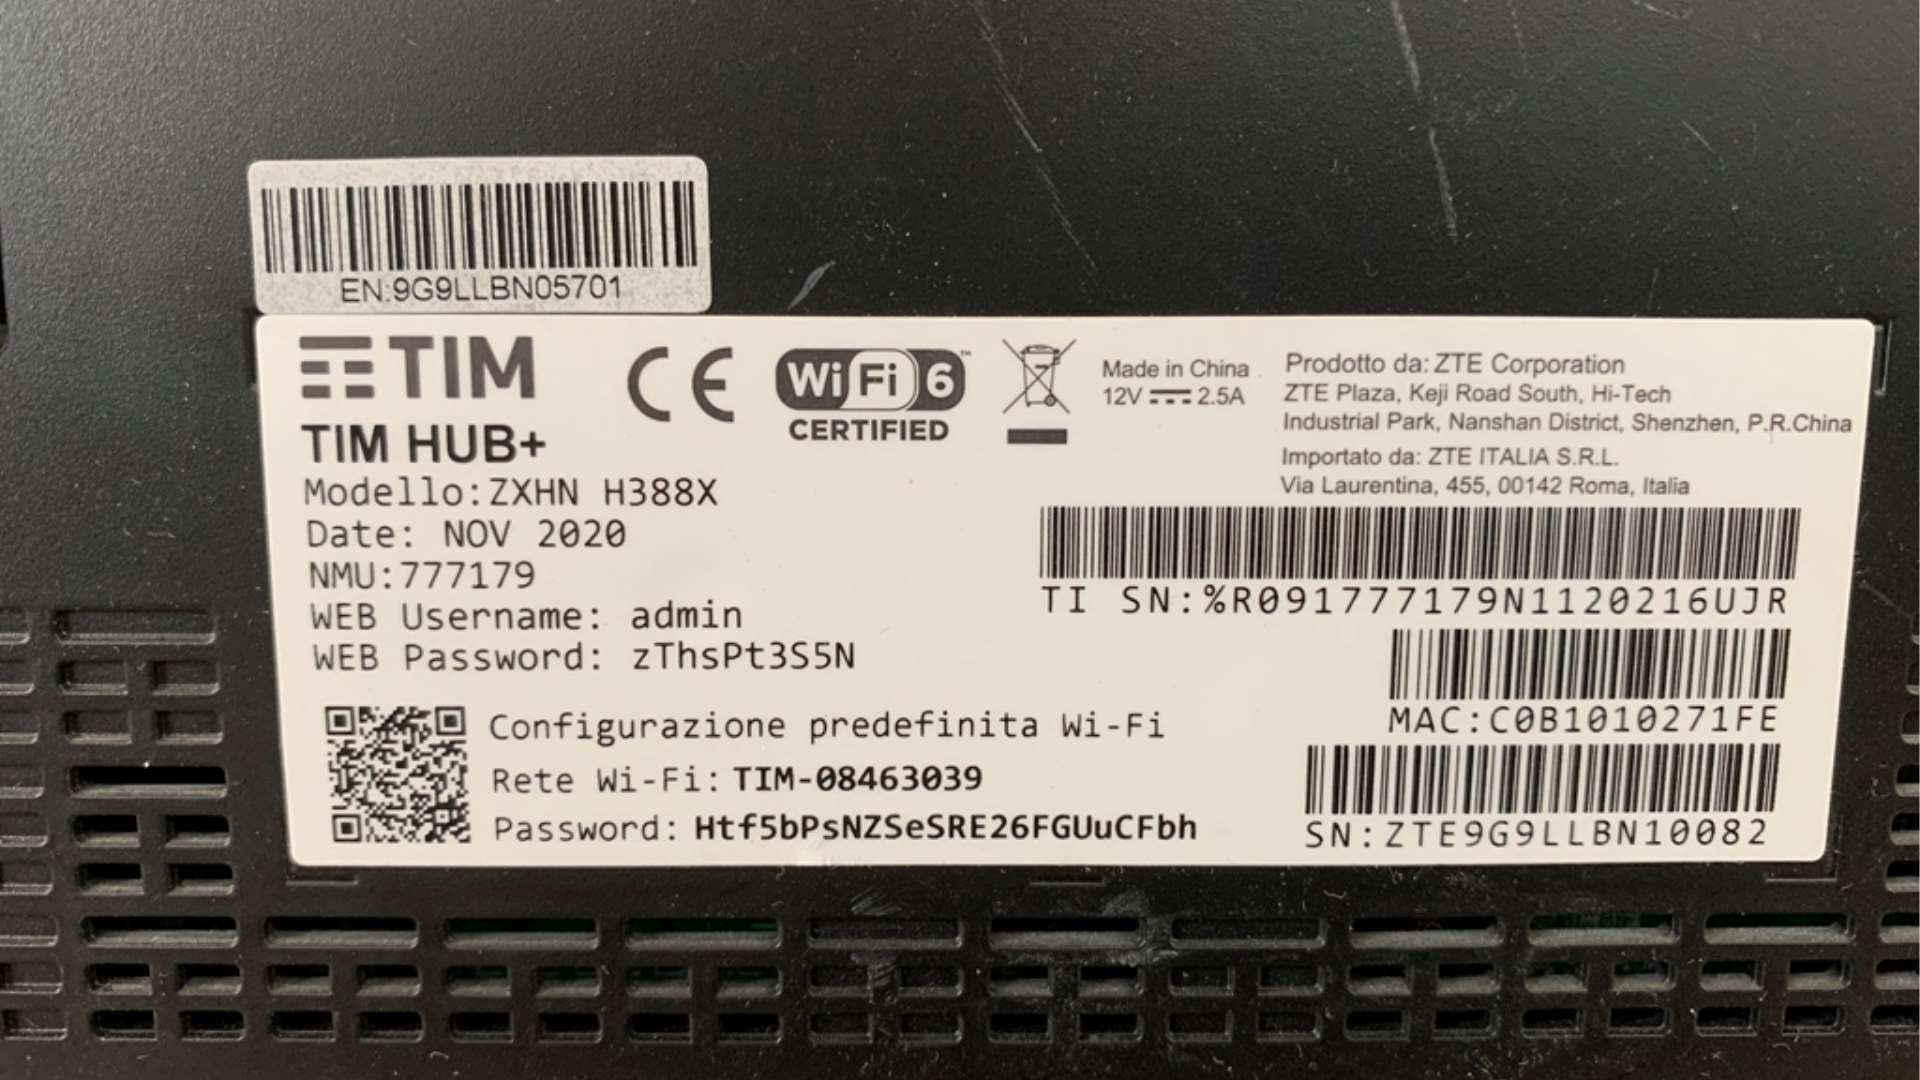 EN:9G9LLBN05701
TIM
TIM HUB+
Modello:ZXHN H388X
Date: NOV 2020
NMU:777179
WEB Username: admin
WEB Password: zThsPt3S5N
CE
WiFi 6™
CERTIFIED
Made in China
12V 2.5A
Prodotto da: ZTE Corporation
ZTE Plaza, Keji Road South, Hi-Tech
Industrial Park, Nanshan District, Shenzhen, P.R.China
Importato da: ZTE ITALIA S.R.L.
Via Laurentina, 455, 00142 Roma, Italia
TI SN:%R091777179N1120216UJR
MAC:C0B1010271FE
SN:ZTE9G9LLBN10082
Configurazione predefinita Wi-Fi
Rete Wi-Fi: TIM-08463039
Password: Htf5bPsNZSeSRE26FGUuCFbh